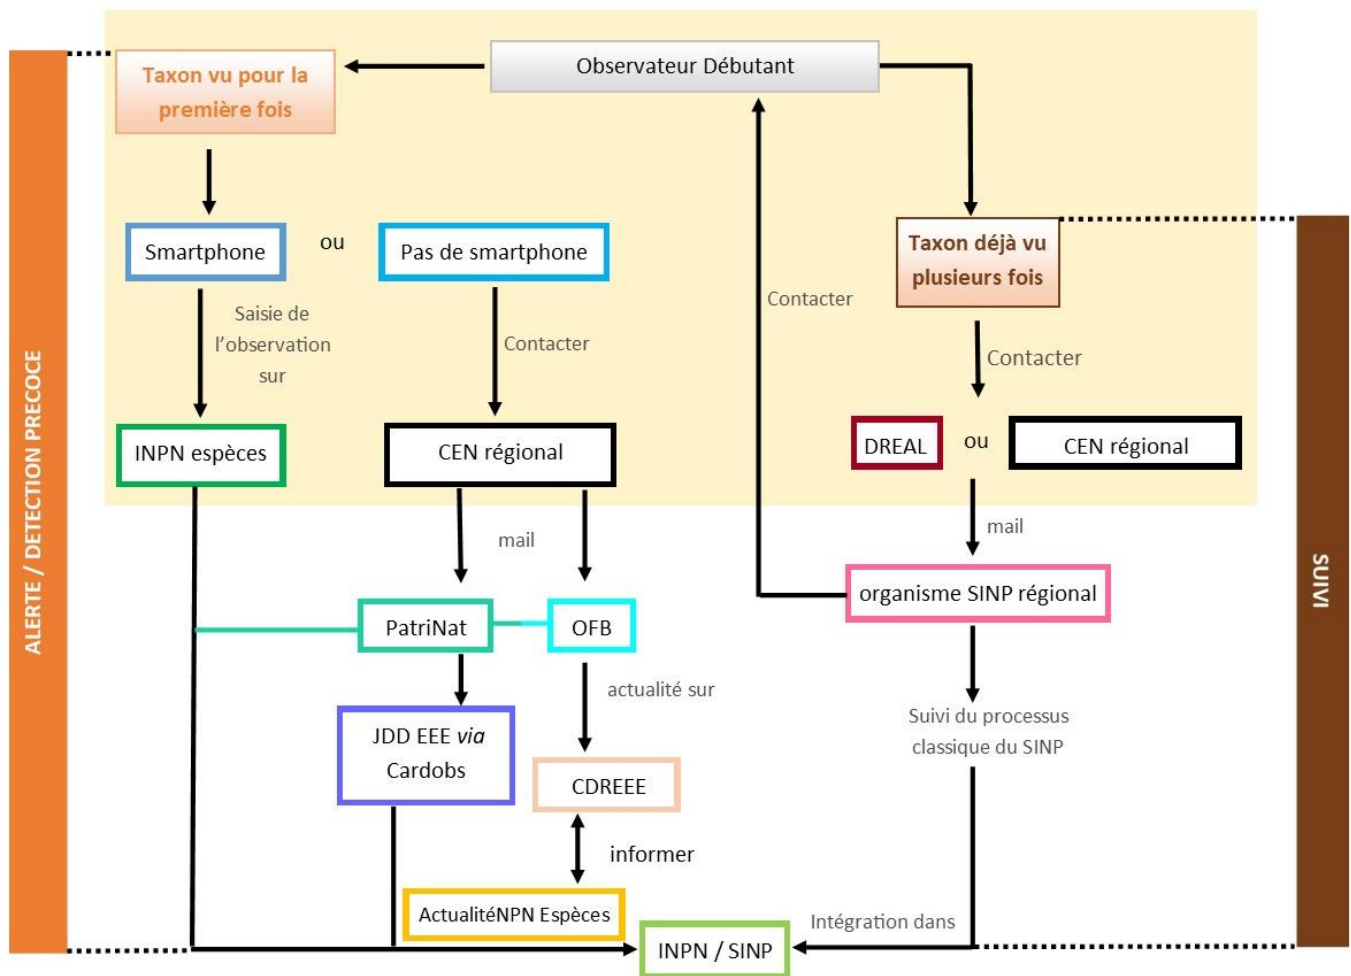 Observateur Débutant
Taxon vu pour la
première fois
Smartphone
ou
Pas de smartphone
Taxon déjà vu
plusieurs fois
Saisie de
l'observation
sur
Contacter
Contacter
Contacter
INPN espèces
CEN régional
DREAL
ou
CEN régional
mail
mail
PatriNat
OFB
organisme SINP régional
actualité sur
JDD EEE via
Cardobs
CDREEE
Suivi du processus
classique du SINP
informer
ActualitéNPN Espèces
Intégration dans
INPN / SINP
ALERTE / DETECTION PRECOCE
SUIVI